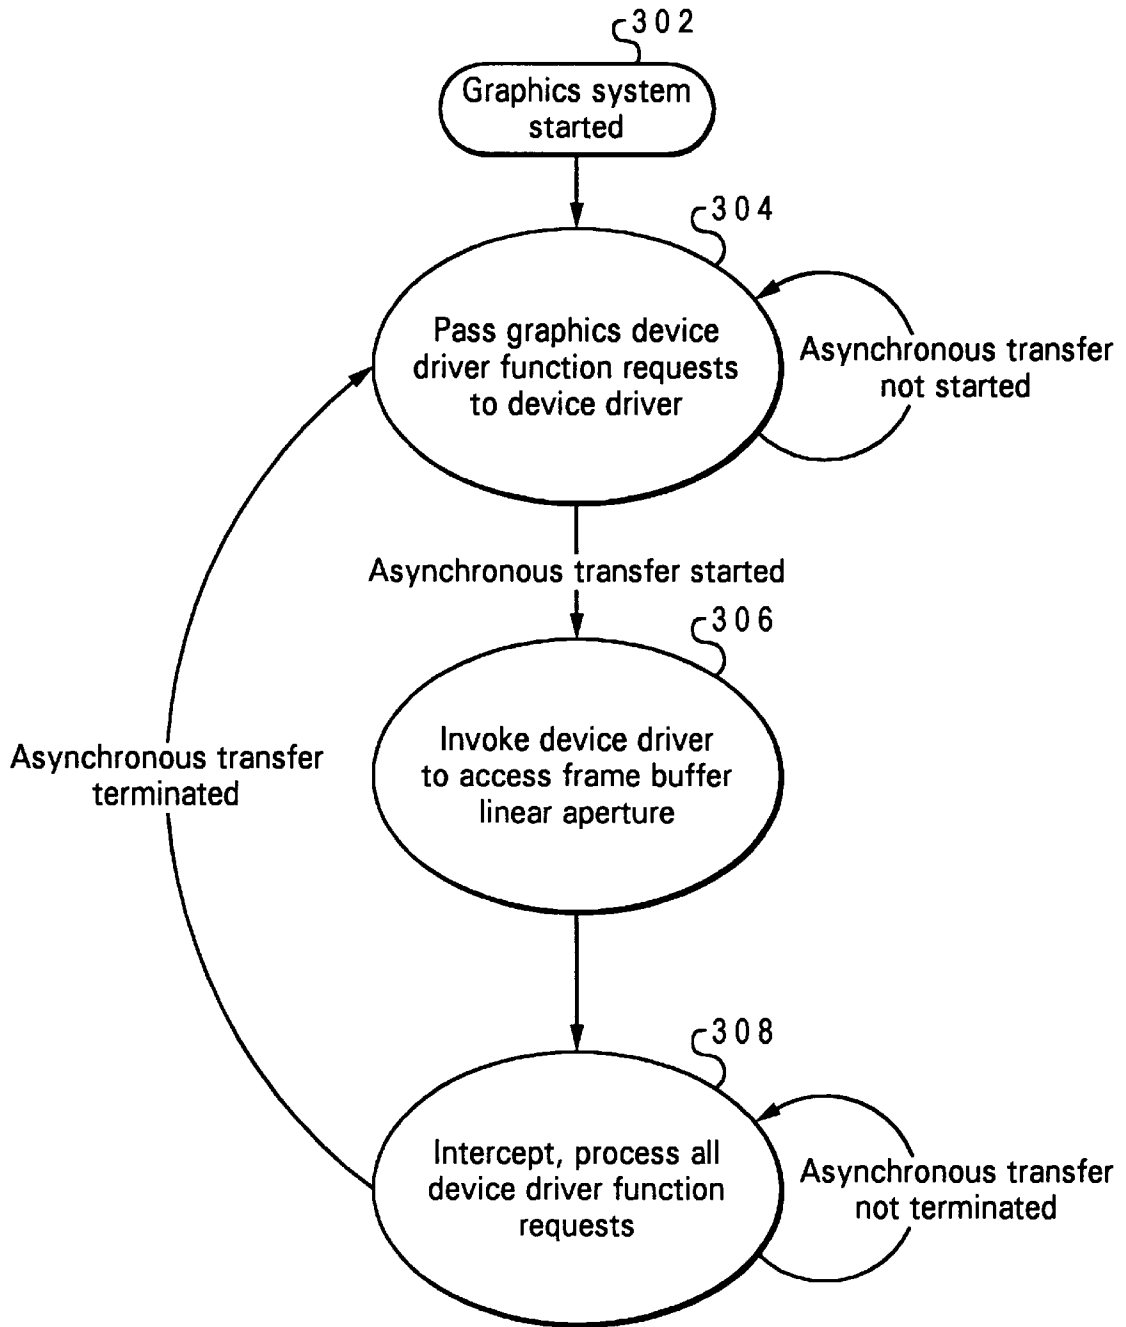 302
Graphics system
started
304
Pass graphics device
driver function requests
to device driver
Asynchronous transfer
not started
Asynchronous transfer started
306
Invoke device driver
to access frame buffer
linear aperture
Asynchronous transfer
terminated
308
Intercept, process all
device driver function
requests
Asynchronous transfer
not terminated